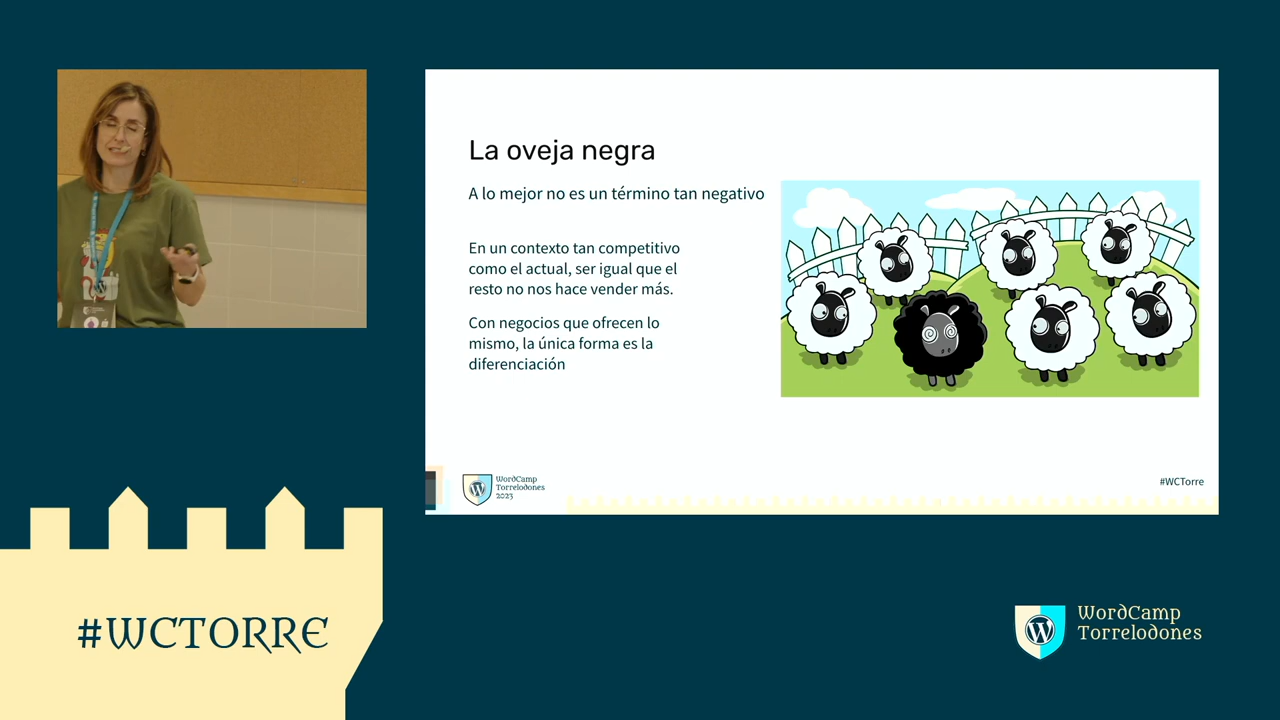 La oveja negra
A lo mejor no es un término tan negativo
En un contexto tan competitivo
como el actual, ser igual que el
resto no nos hace vender más.
Con negocios que ofrecen lo
mismo, la única forma es la
diferenciación
WordCamp
Torrelodones
2023
#WCTorre
#WCTORRE
WordCamp
Torrelodones